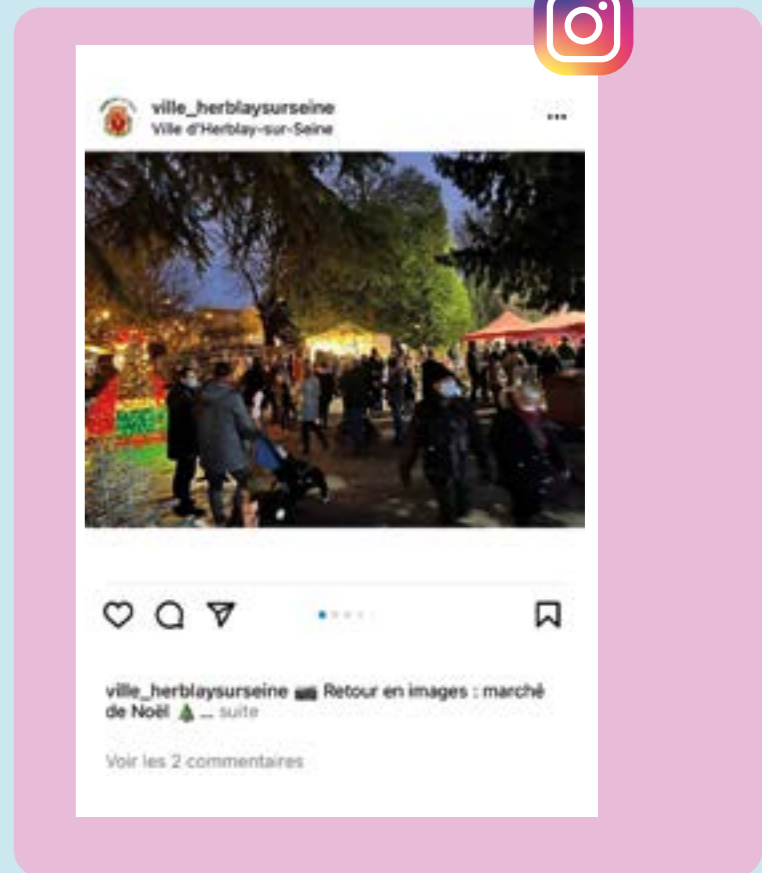 ville_herblaysurseine
Ville d'Herblay-sur-Seine
ville_herblaysurseine Retour en images : marché
de Noël ... suite
Voir les 2 commentaires